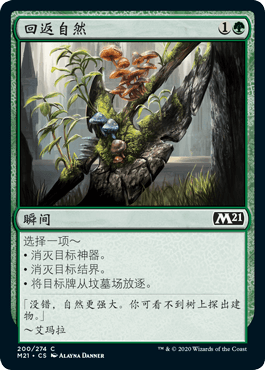 回返自然 1
瞬间 M21
选择一项～
• 消灭目标神器。
• 消灭目标结界。
• 将目标牌从坟墓场放逐。
「没错，自然更强大。你可看不到树上探出建
物。」
～艾玛拉
200/274 C
M21 • CS Alayna Danner
™ & © 2020 Wizards of the Coast